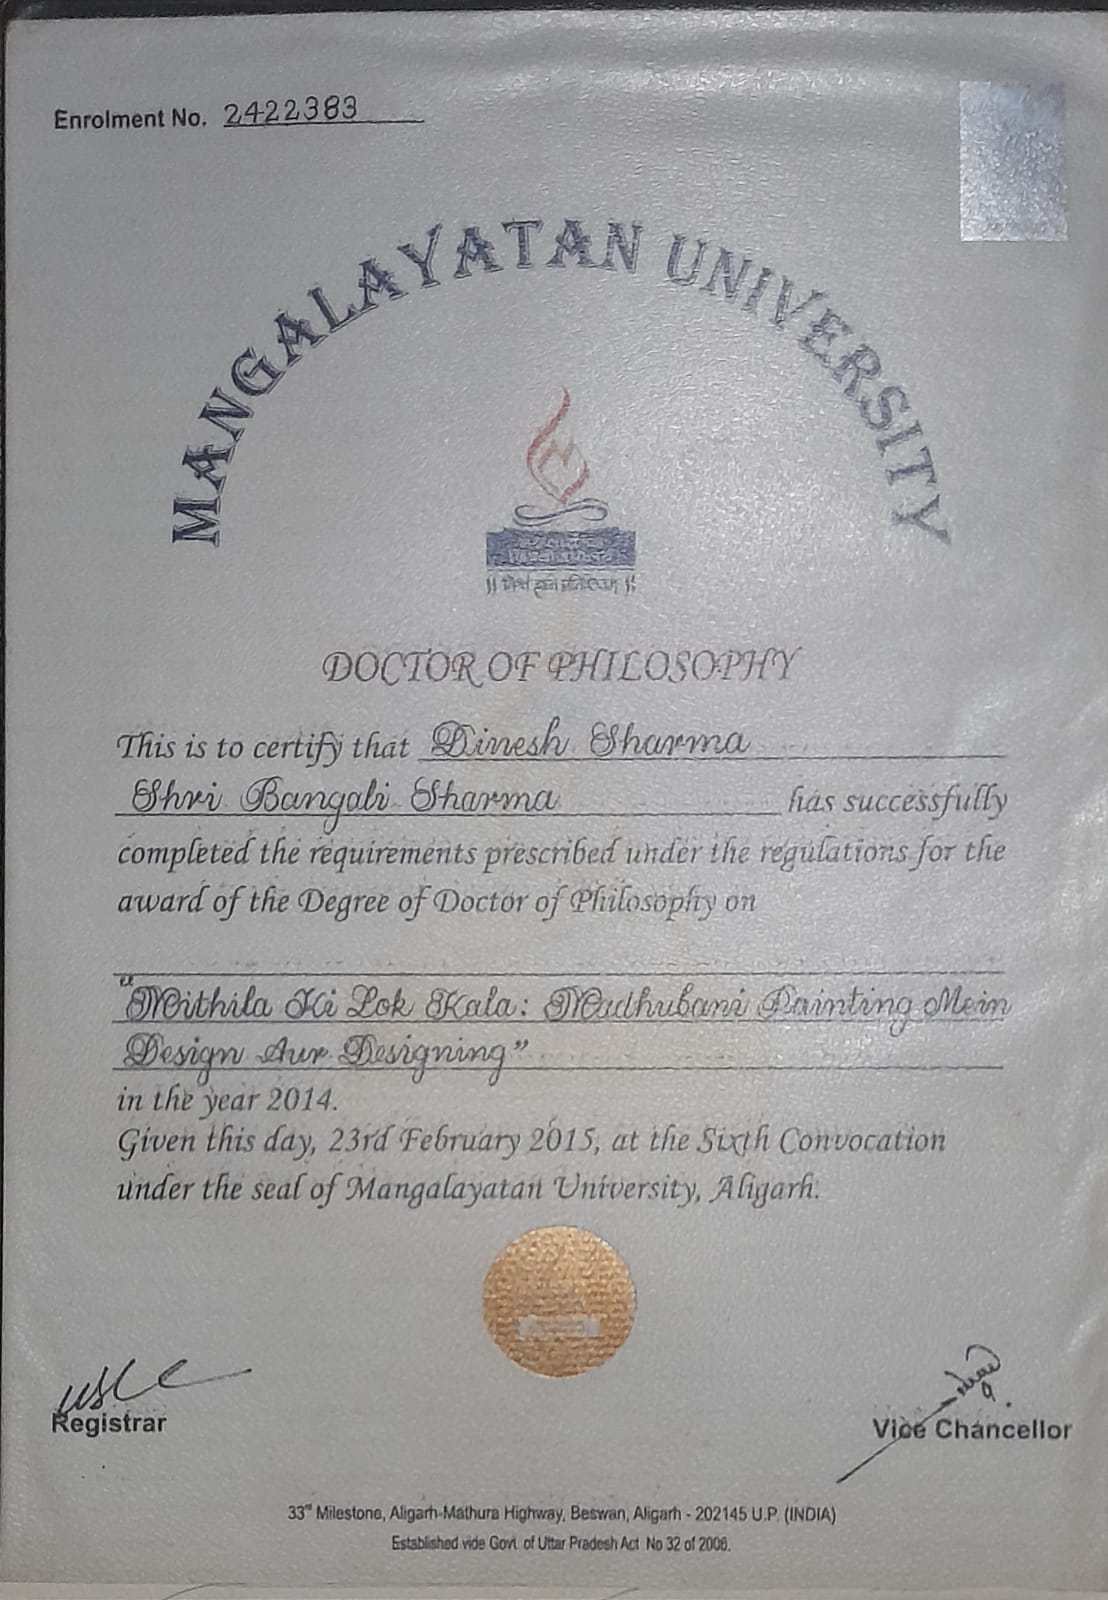 Enrolment No. 2422383
MANGALAYATAN UNIVERSITY
DOCTOR OF PHILOSOPHY
This is to certify that Dinesh Sharma
Shri Bangali Sharma has successfully
completed the requirements prescribed under the regulations for the
award of the Degree of Doctor of Philosophy on
"Mithila Ki Lok Kala: Madhubani Painting Mein
Design Aur Designing"
in the year 2014.
Given this day, 23rd February 2015, at the Sixth Convocation
under the seal of Mangalayatan University, Aligarh.
Registrar
Vice Chancellor
33rd Milestone, Aligarh-Mathura Highway, Beswan, Aligarh - 202145 U.P. (INDIA)
Established vide Govt. of Uttar Pradesh Act No 32 of 2006.